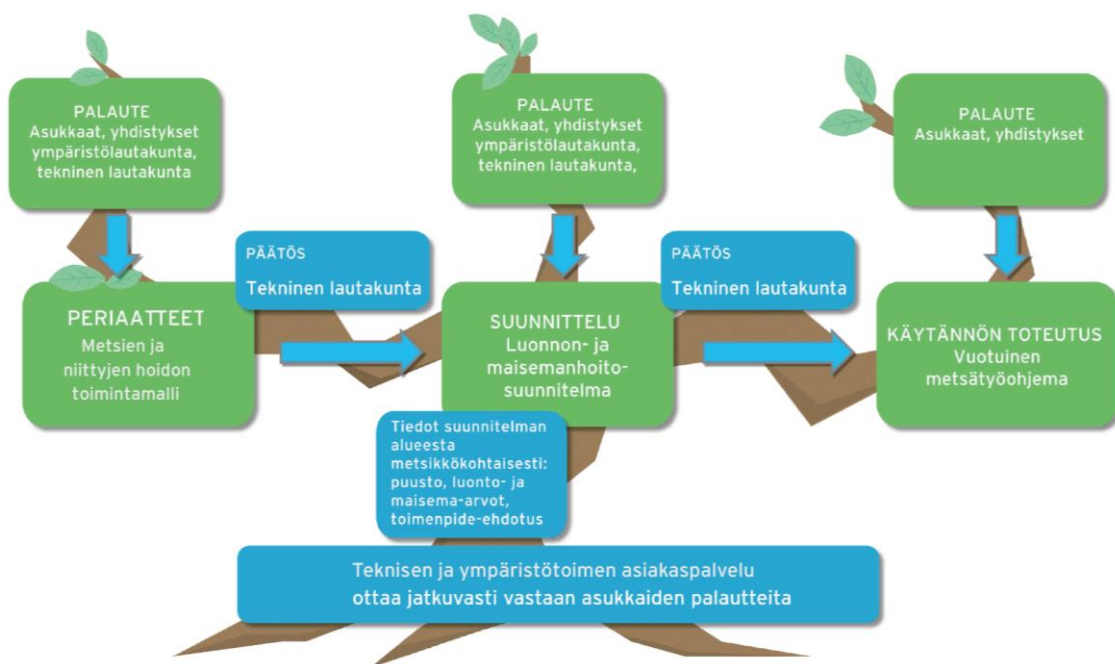 PALAUTE
Asukkaat, yhdistykset
ympäristölautakunta,
tekninen lautakunta
PALAUTE
Asukkaat, yhdistykset
ympäristölautakunta,
tekninen lautakunta,
PALAUTE
Asukkaat, yhdistykset
PÄÄTÖS
Tekninen lautakunta
PÄÄTÖS
Tekninen lautakunta
PERIAATTEET
Metsien ja
niittyjen hoidon
toimintamalli
SUUNNITTELU
Luonnon- ja
maisemanhoito-
suunnitelma
KÄYTÄNNÖN TOTEUTUS
Vuotuinen
metsätyöohjema
Tiedot suunnitelman
alueesta
metsikkökohtaisesti:
puusto, luonto- ja
maisema-arvot,
toimenpide-ehdotus
Teknisen ja ympäristötoimen asiakaspalvelu
ottaa jatkuvasti vastaan asukkaiden palautteita